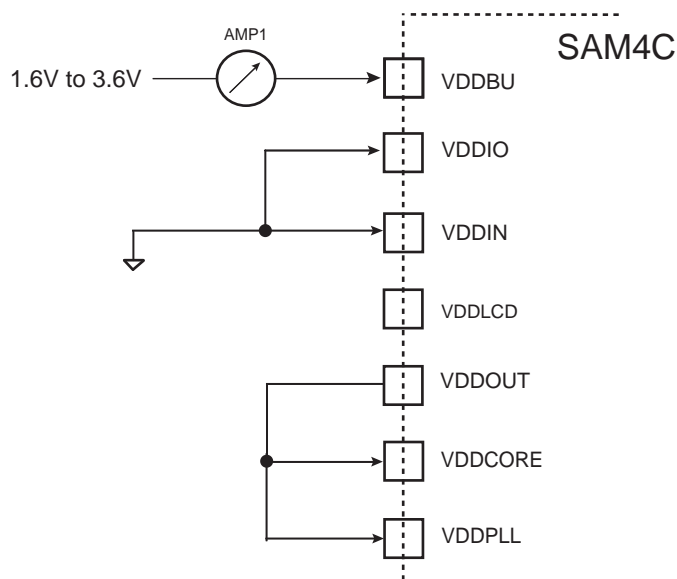 AMP1
SAM4C
1.6V to 3.6V
VDDBU
VDDIO
VDDIN
VDDLCD
VDDOUT
VDDCORE
VDDPLL